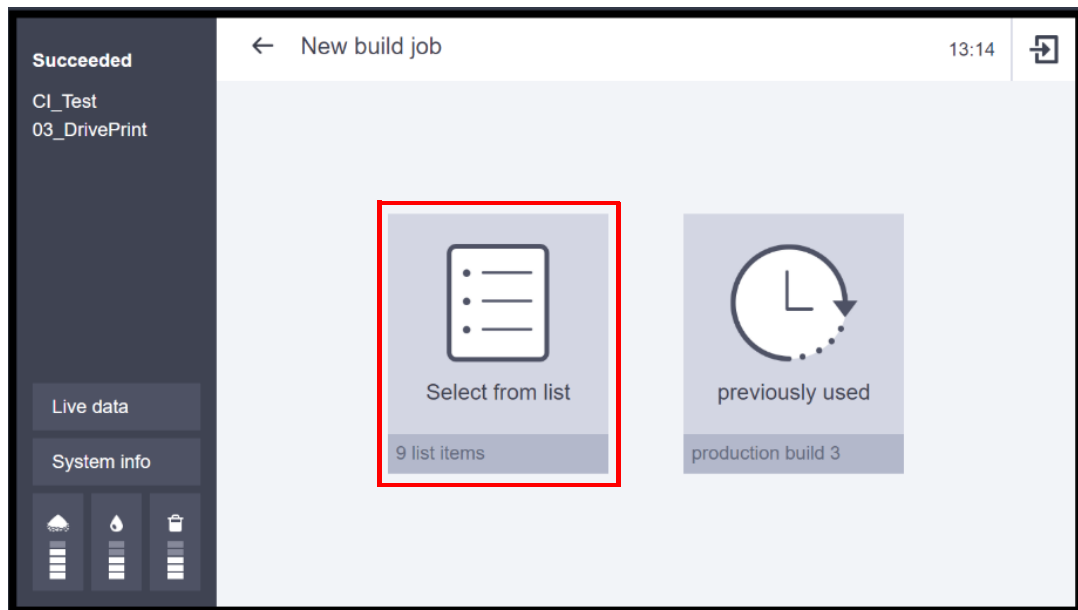 Succeeded
CI_Test
03_DrivePrint
Live data
System info
New build job
13:14
Select from list
9 list items
previously used
production build 3